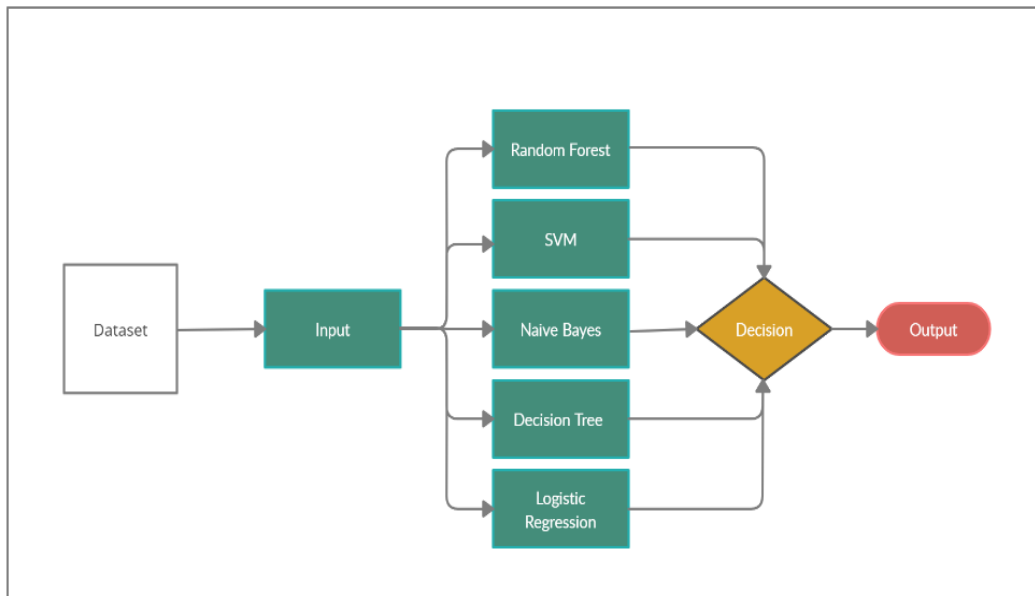 Dataset
Input
Random Forest
SVM
Naive Bayes
Decision Tree
Logistic
Regression
Decision
Output